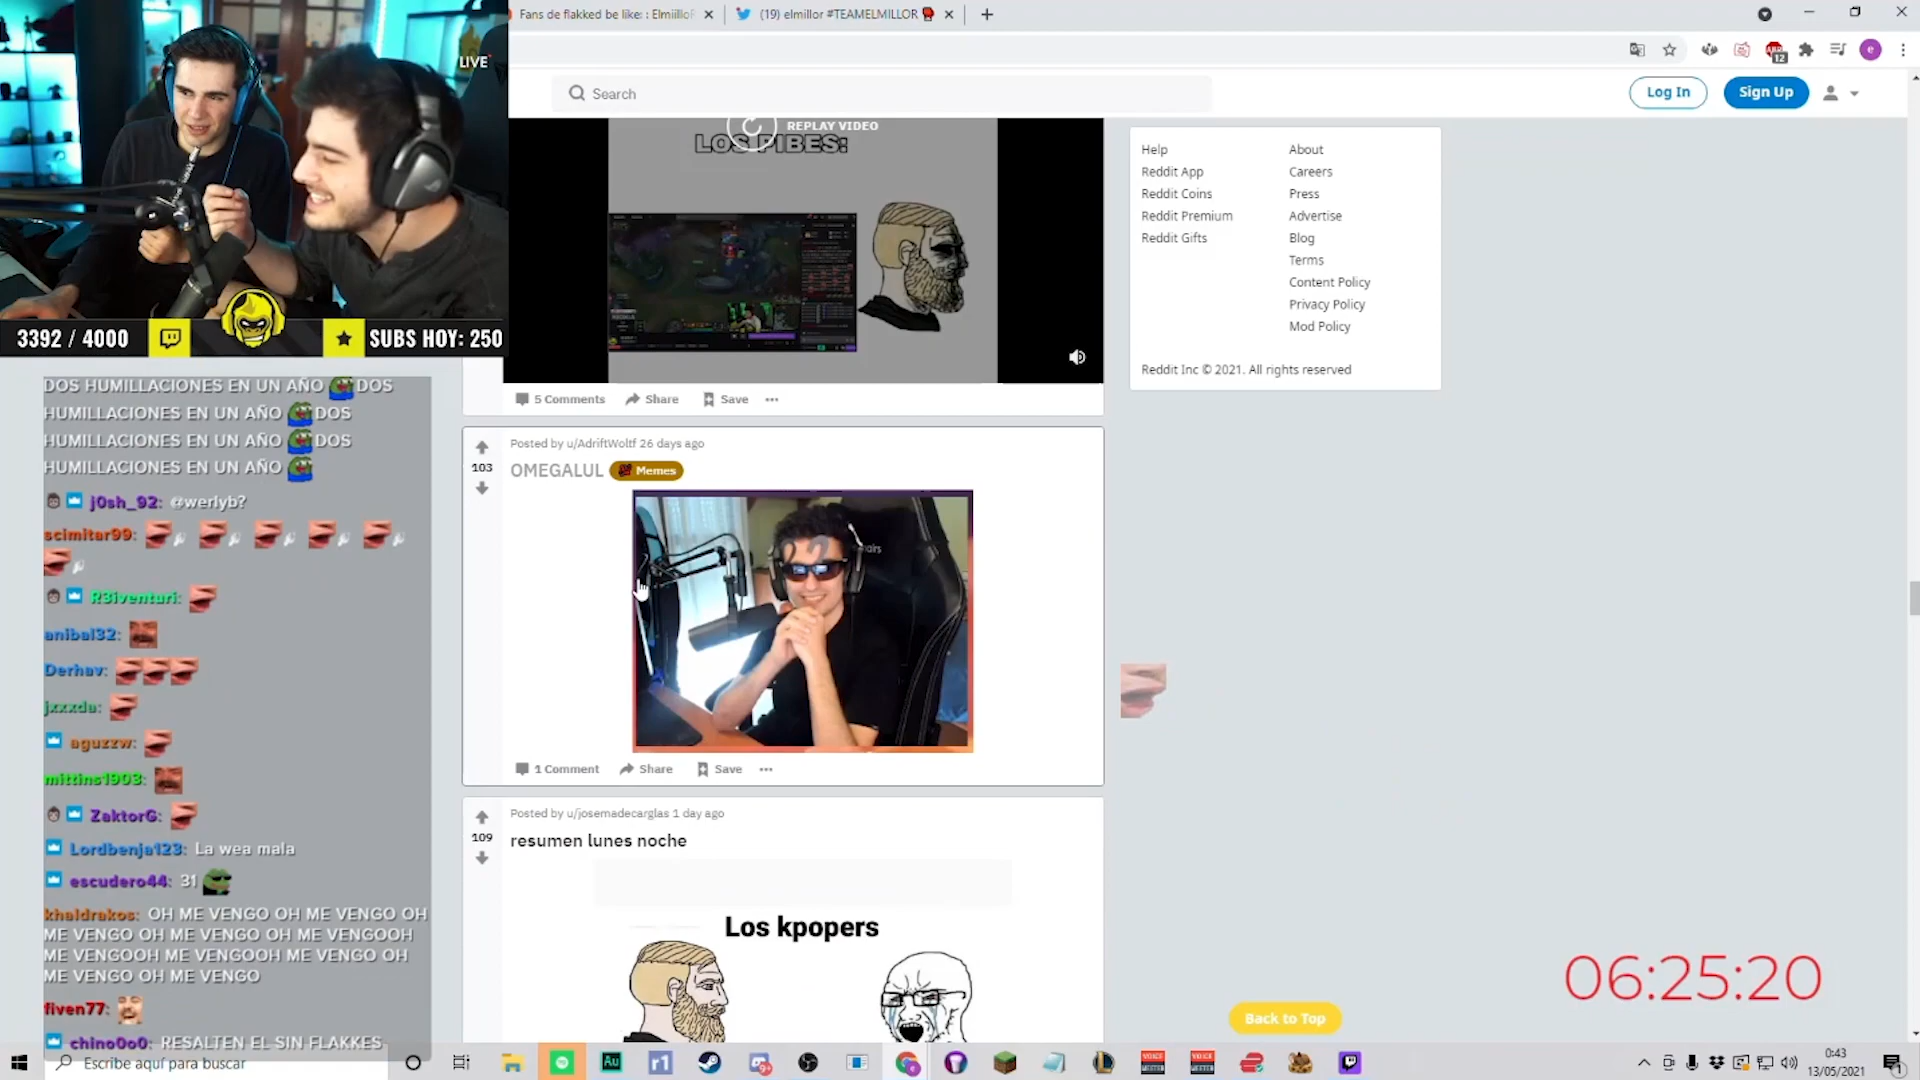 Fans de flakked be like: : Elmiillo
(19) elmillor #TEAMELMILLOR
LIVE
12
e
Search
Log In
Sign Up
REPLAY VIDEO
LOS PIBES:
Help
About
Reddit App
Careers
Reddit Coins
Press
Reddit Premium
Advertise
Reddit Gifts
Blog
Terms
Content Policy
Privacy Policy
Mod Policy
Reddit Inc © 2021. All rights reserved
3392 / 4000
SUBS HOY: 250
5 Comments
Share
Save
Posted by u/AdriftWoltf 26 days ago
103
OMEGALUL
Memes
1 Comment
Share
Save
Posted by u/josemadecarglas 1 day ago
109
resumen lunes noche
Los kpopers
Back to Top
06:25:20
DOS HUMILLACIONES EN UN AÑO DOS
HUMILLACIONES EN UN AÑO DOS
HUMILLACIONES EN UN AÑO DOS
HUMILLACIONES EN UN AÑO
j0sh_92: @werlyb?
scimitar99:
R3iventuri:
anibal32:
Derhav:
jxxxda:
aguzzw:
mittins1903:
ZaktorG:
Lordbenja123: La wea mala
escudero44: 31
khaldrakos: OH ME VENGO OH ME VENGO OH
ME VENGO OH ME VENGO OH ME VENGOOH
ME VENGOOH ME VENGOOH ME VENGO OH
ME VENGO OH ME VENGO
fiven77:
chino0o0: RESALTEN EL SIN FLAKKES
Escribe aquí para buscar
Au
r1
0:43
13/05/2021